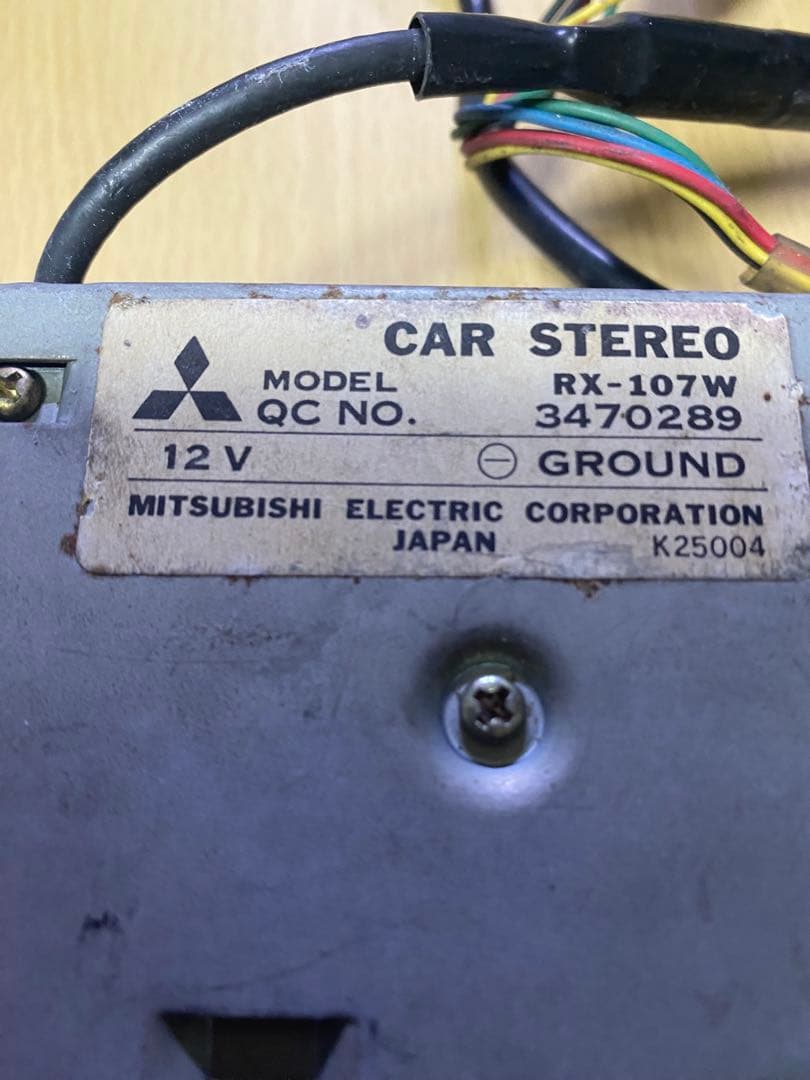 CAR STEREO
MODEL RX-107W
QC NO. 3470289
12 V ⊖ GROUND
MITSUBISHI ELECTRIC CORPORATION
JAPAN K25004